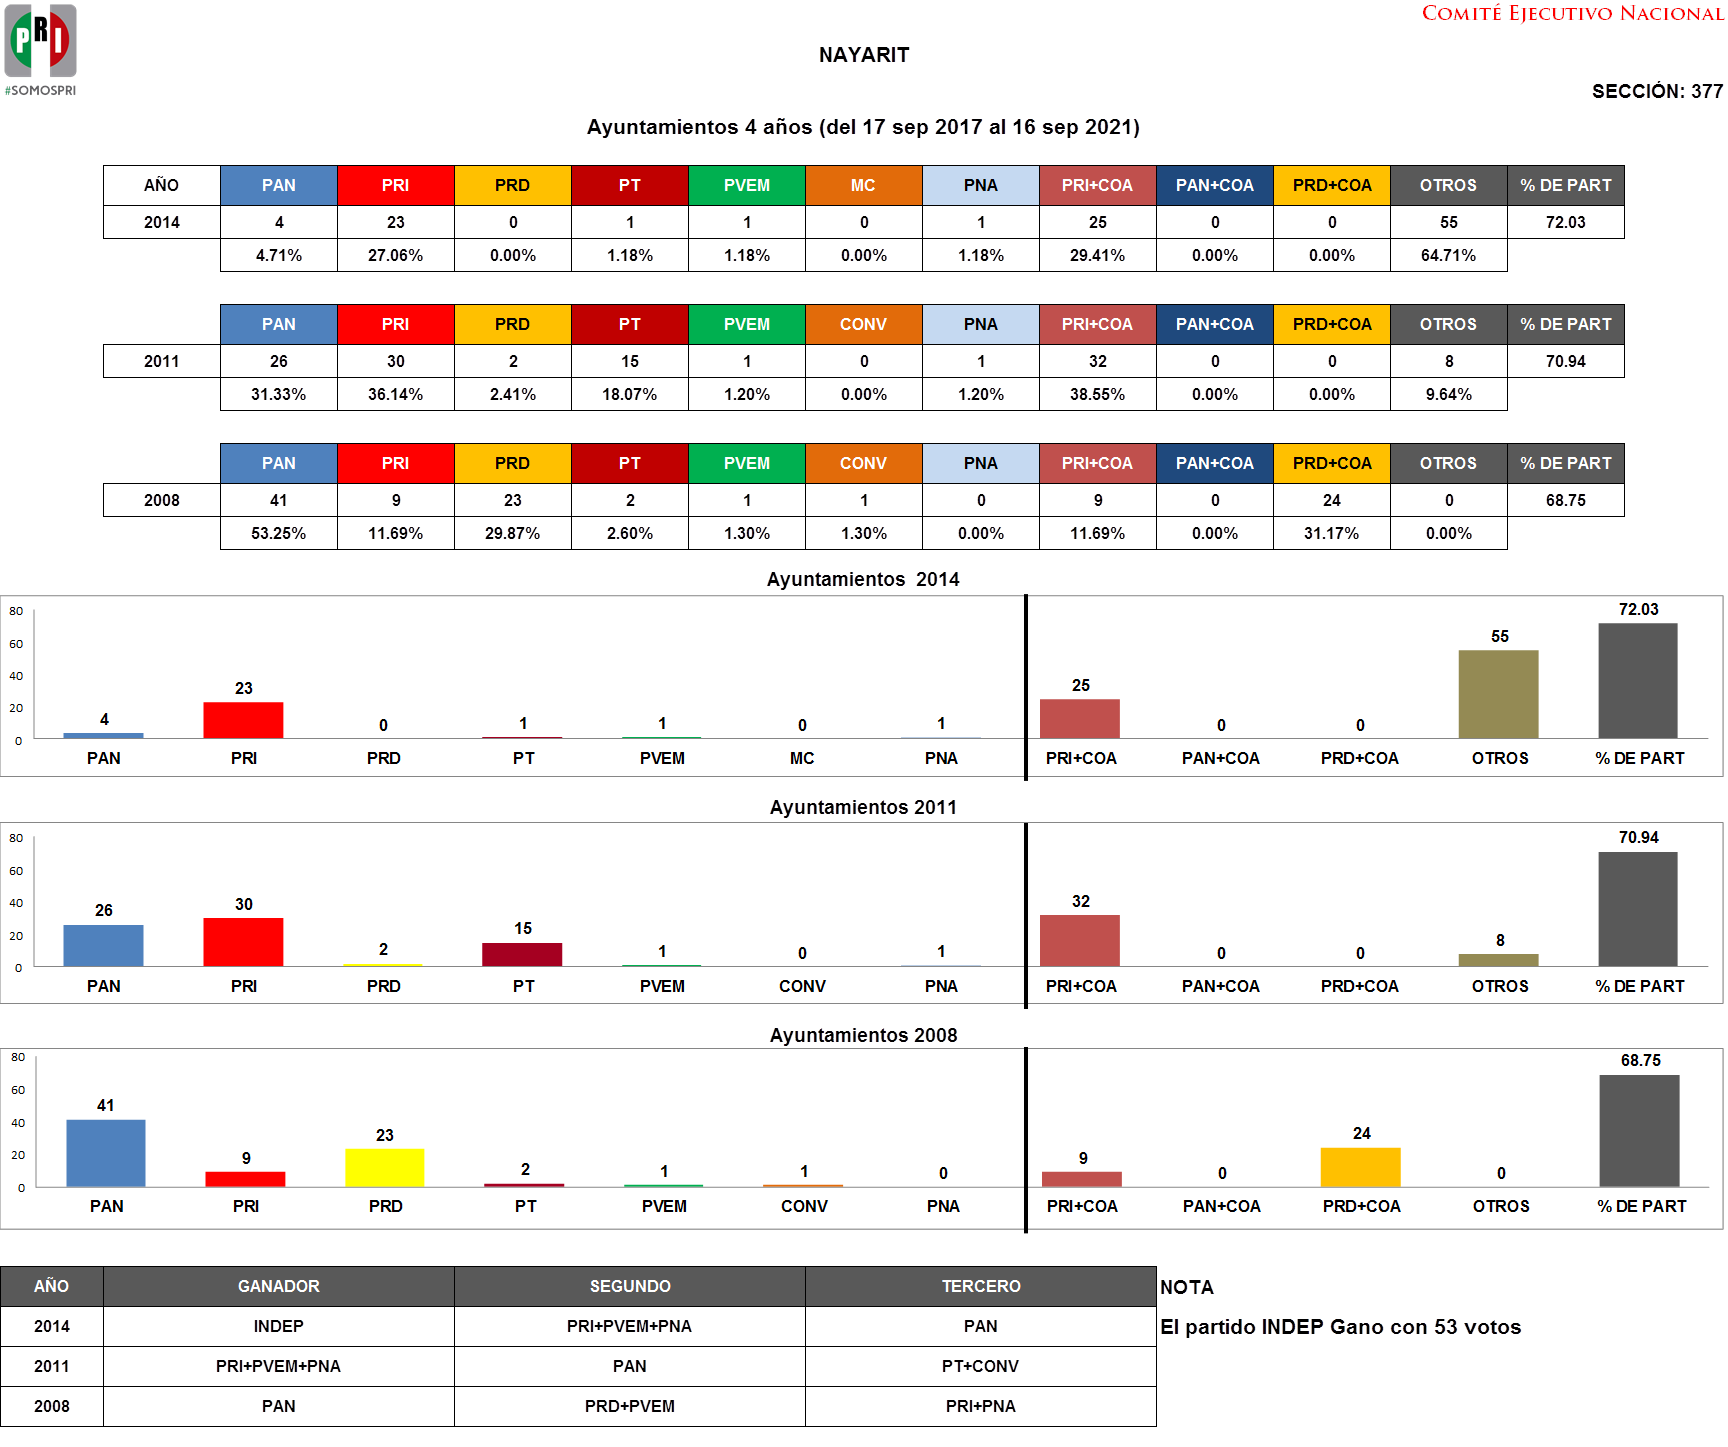 COMITÉ EJECUTIVO NACIONAL
PRI
#SOMOSPRI
NAYARIT
SECCIÓN: 377
Ayuntamientos 4 años (del 17 sep 2017 al 16 sep 2021)
AÑO PAN PRI PRD PT PVEM MC PNA PRI+COA PAN+COA PRD+COA OTROS % DE PART
2014 4 23 0 1 1 0 1 25 0 0 55 72.03
4.71% 27.06% 0.00% 1.18% 1.18% 0.00% 1.18% 29.41% 0.00% 0.00% 64.71%
PAN PRI PRD PT PVEM CONV PNA PRI+COA PAN+COA PRD+COA OTROS % DE PART
2011 26 30 2 15 1 0 1 32 0 0 8 70.94
31.33% 36.14% 2.41% 18.07% 1.20% 0.00% 1.20% 38.55% 0.00% 0.00% 9.64%
PAN PRI PRD PT PVEM CONV PNA PRI+COA PAN+COA PRD+COA OTROS % DE PART
2008 41 9 23 2 1 1 0 9 0 24 0 68.75
53.25% 11.69% 29.87% 2.60% 1.30% 1.30% 0.00% 11.69% 0.00% 31.17% 0.00%
Ayuntamientos 2014
80
60
40
20
0
4 23 0 1 1 0 1 25 0 0 55 72.03
PAN PRI PRD PT PVEM MC PNA PRI+COA PAN+COA PRD+COA OTROS % DE PART
Ayuntamientos 2011
80
60
40
20
0
26 30 2 15 1 0 1 32 0 0 8 70.94
PAN PRI PRD PT PVEM CONV PNA PRI+COA PAN+COA PRD+COA OTROS % DE PART
Ayuntamientos 2008
80
60
40
20
0
41 9 23 2 1 1 0 9 0 24 0 68.75
PAN PRI PRD PT PVEM CONV PNA PRI+COA PAN+COA PRD+COA OTROS % DE PART
AÑO GANADOR SEGUNDO TERCERO NOTA
2014 INDEP PRI+PVEM+PNA PAN El partido INDEP Gano con 53 votos
2011 PRI+PVEM+PNA PAN PT+CONV
2008 PAN PRD+PVEM PRI+PNA